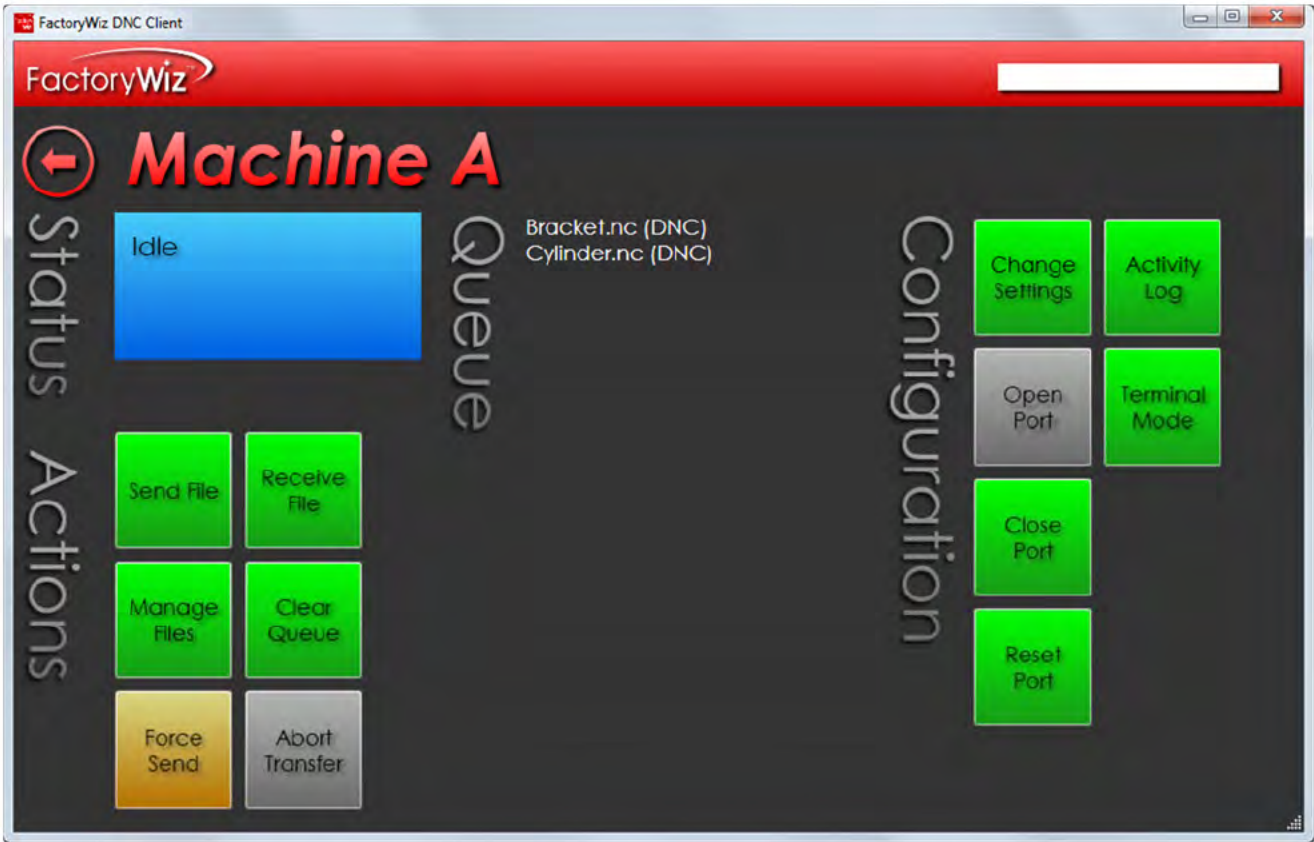 FactoryWiz DNC Client
FactoryWiz™
Machine A
Status
Idle
Queue
Bracket.nc (DNC)
Cylinder.nc (DNC)
Configuration
Change
Settings
Activity
Log
Open
Port
Terminal
Mode
Close
Port
Reset
Port
Actions
Send File
Receive
File
Manage
Files
Clear
Queue
Force
Send
Abort
Transfer